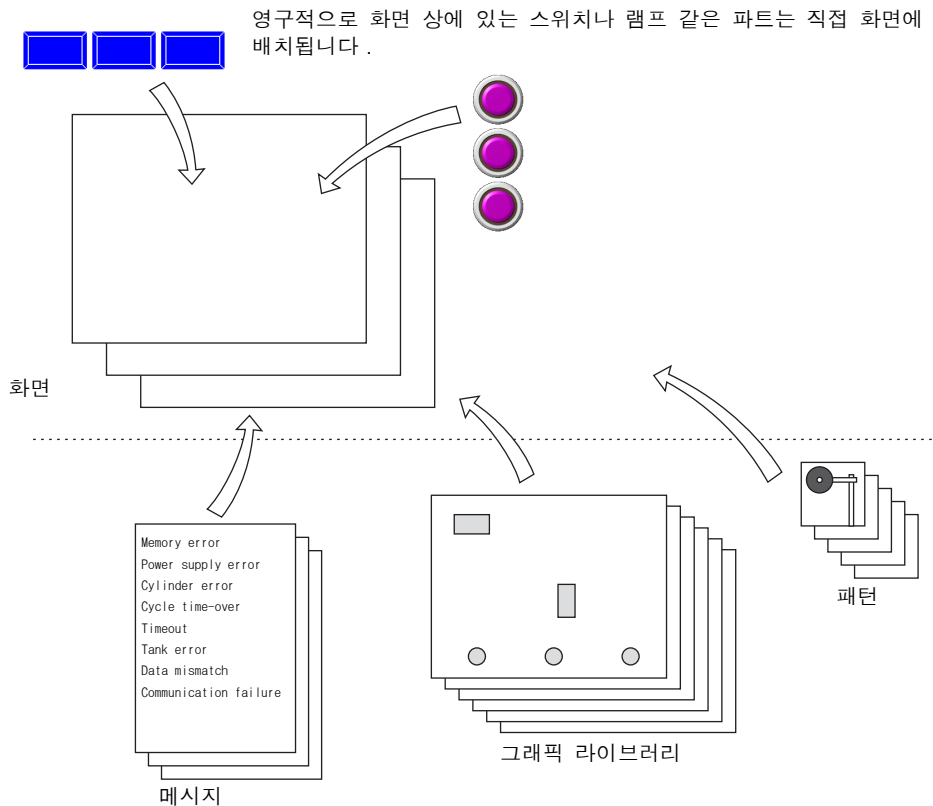 영구적으로 화면 상에 있는 스위치나 램프 같은 파트는 직접 화면에
배치됩니다 .
화면
Memory error
Power supply error
Cylinder error
Cycle time-over
Timeout
Tank error
Data mismatch
Communication failure
메시지
그래픽 라이브러리
패턴